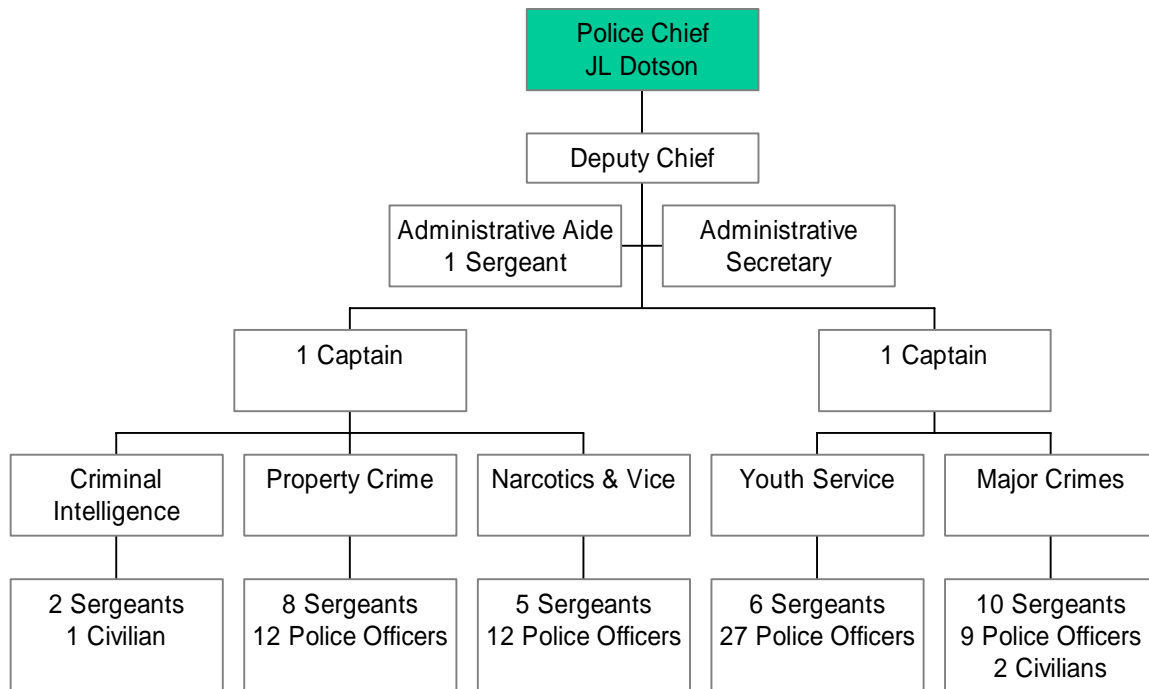 Police Chief
JL Dotson
Deputy Chief
Administrative Aide
1 Sergeant
Administrative
Secretary
1 Captain
1 Captain
Criminal
Intelligence
Property Crime
Narcotics & Vice
Youth Service
Major Crimes
2 Sergeants
1 Civilian
8 Sergeants
12 Police Officers
5 Sergeants
12 Police Officers
6 Sergeants
27 Police Officers
10 Sergeants
9 Police Officers
2 Civilians